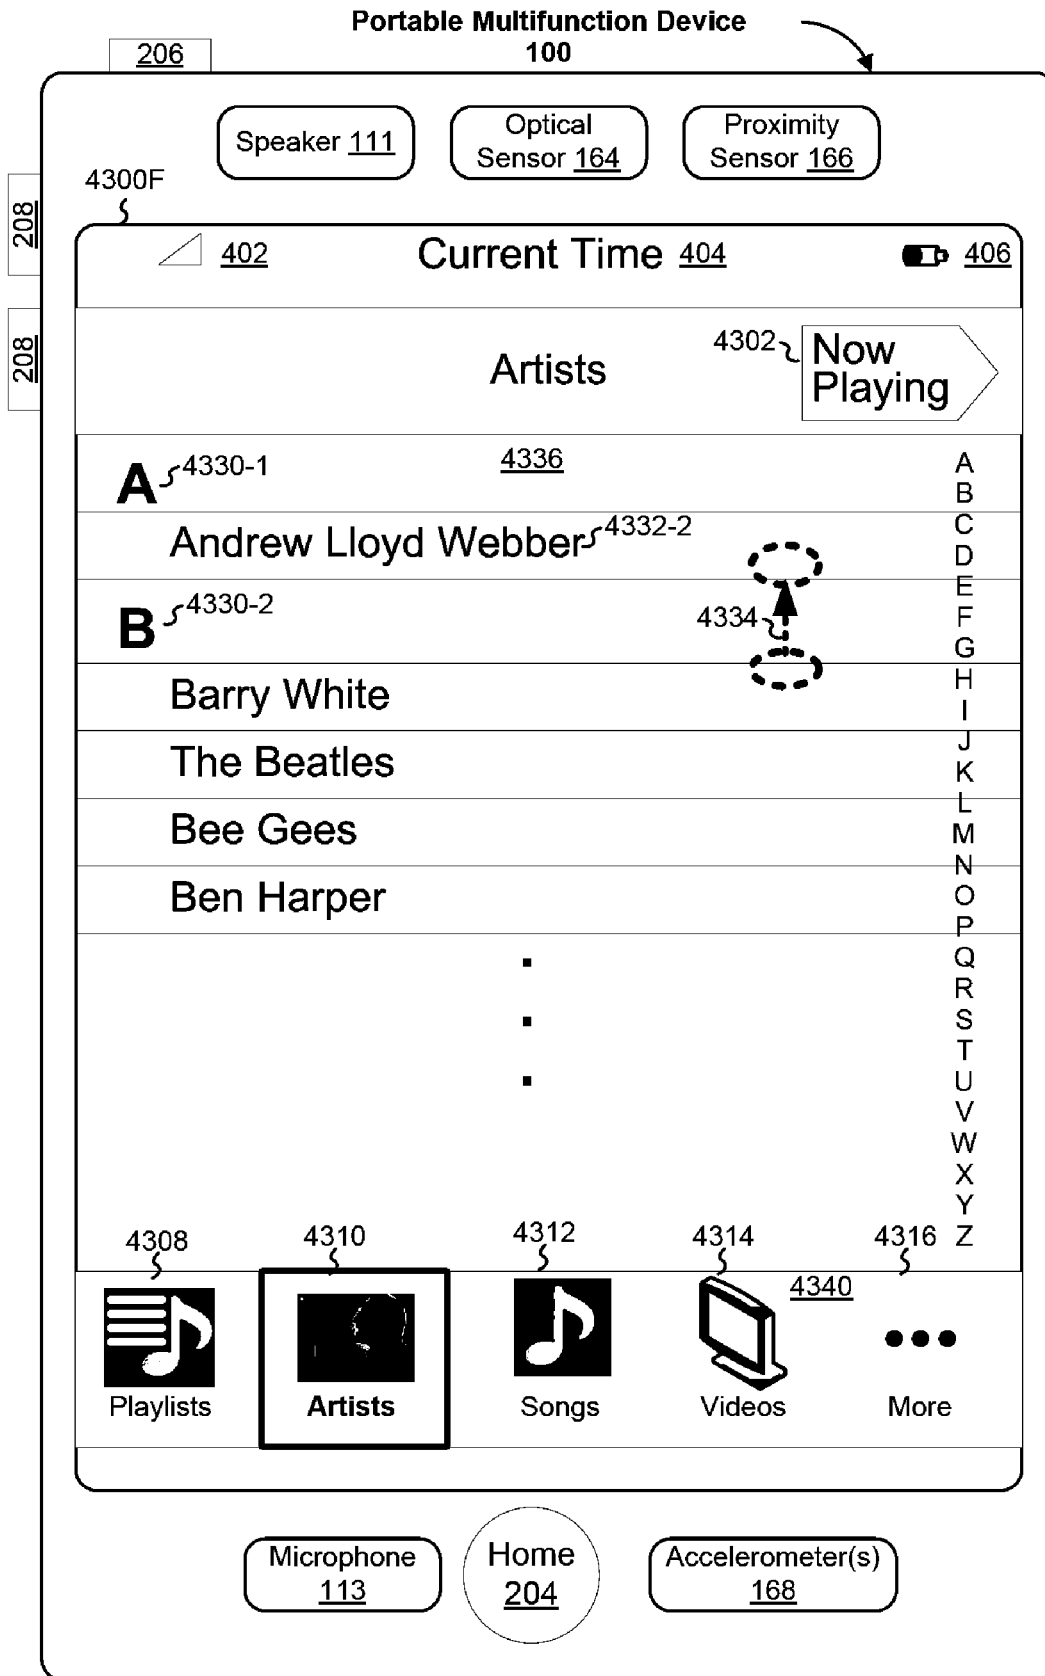 Portable Multifunction Device
100
206
Speaker 111
Optical
Sensor 164
Proximity
Sensor 166
208
208
4300F
402
Current Time 404
406
Artists
4302
Now
Playing
A
4330-1
4336
Andrew Lloyd Webber
4332-2
B
4330-2
4334
Barry White
The Beatles
Bee Gees
Ben Harper
A
B
C
D
E
F
G
H
I
J
K
L
M
N
O
P
Q
R
S
T
U
V
W
X
Y
Z
4308
4310
4312
4314
4316
4340
Playlists
Artists
Songs
Videos
More
Microphone
113
Home
204
Accelerometer(s)
168